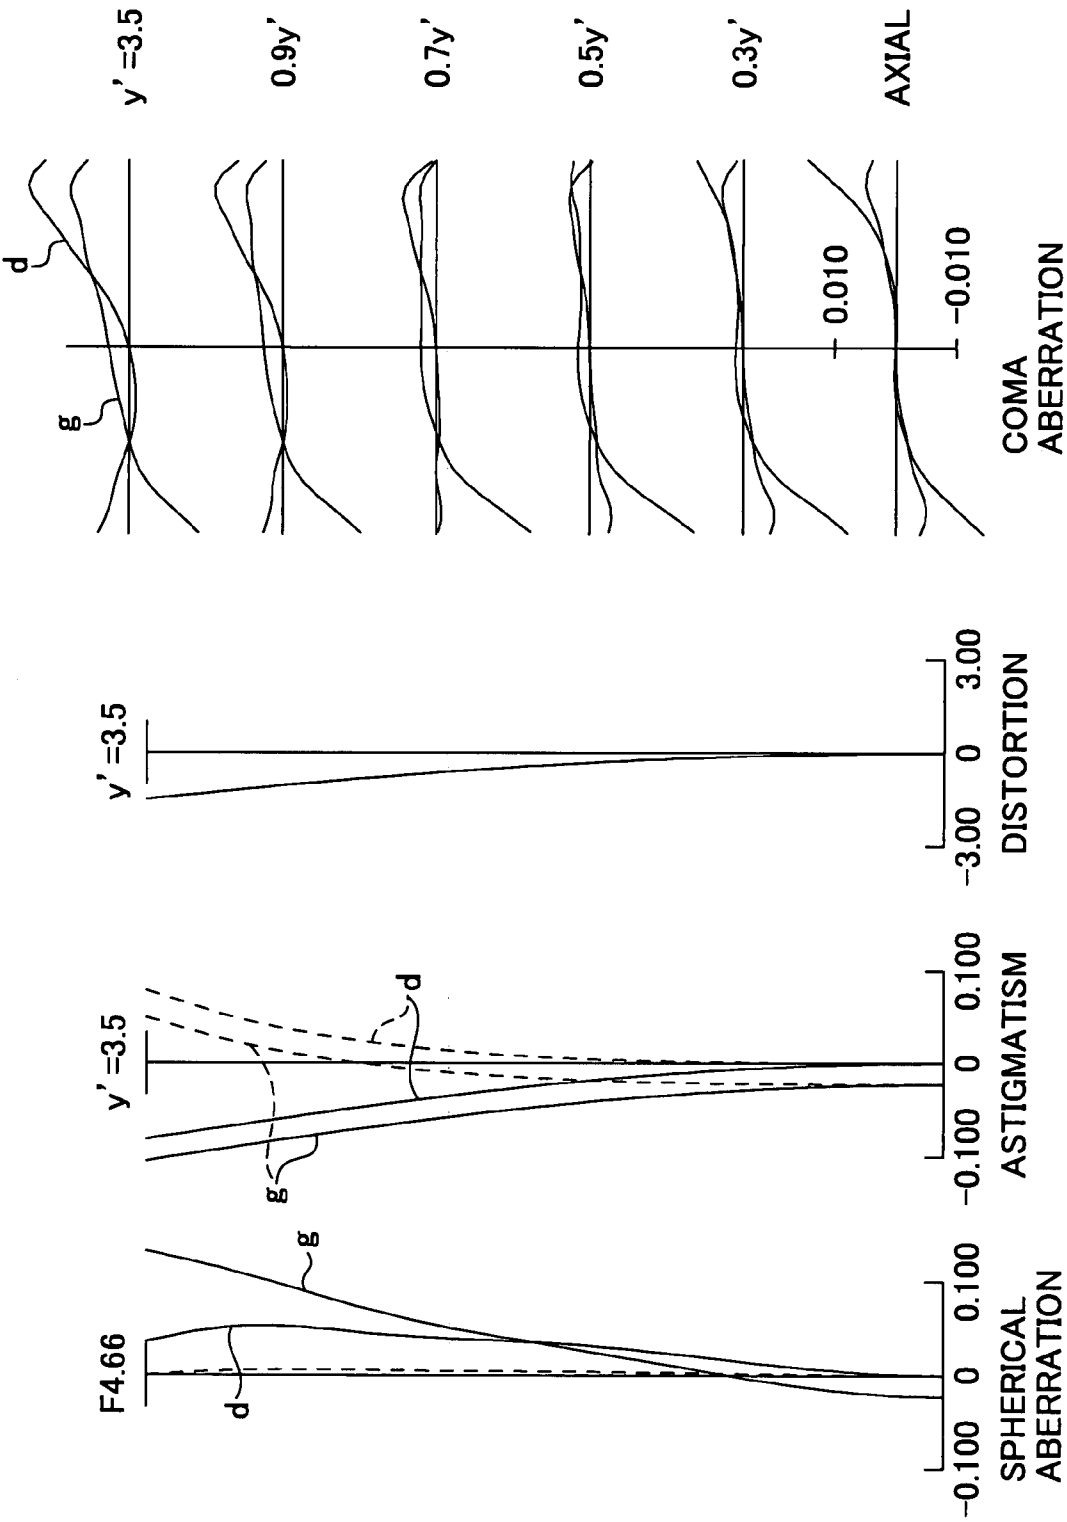 F4.66
d
g
-0.100
0
0.100
SPHERICAL
ABERRATION
y' =3.5
g
d
-0.100
0
0.100
ASTIGMATISM
y' =3.5
-3.00
0
3.00
DISTORTION
g
d
0.010
-0.010
COMA
ABERRATION
y' =3.5
0.9y'
0.7y'
0.5y'
0.3y'
AXIAL